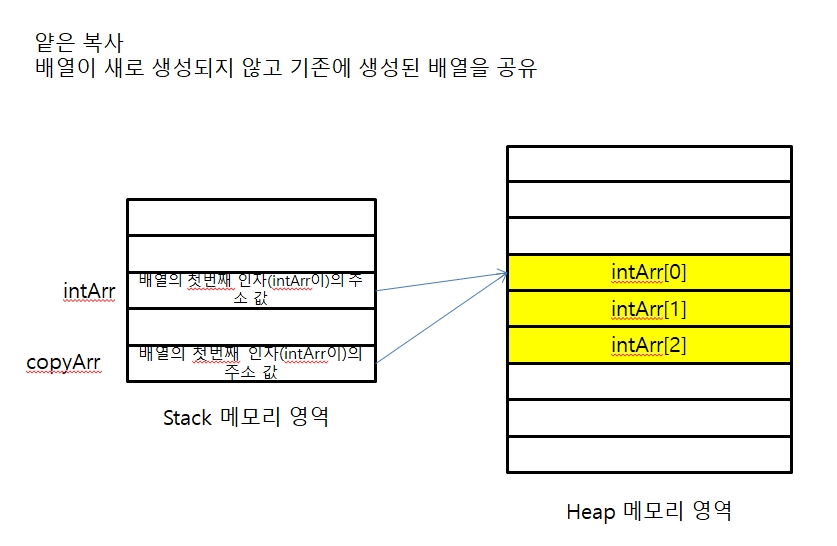 얕은 복사
배열이 새로 생성되지 않고 기존에 생성된 배열을 공유
intArr
배열의 첫번째 인자(intArr이)의 주
소 값
copyArr
배열의 첫번째 인자(intArr이)의
주소 값
Stack 메모리 영역
intArr[0]
intArr[1]
intArr[2]
Heap 메모리 영역